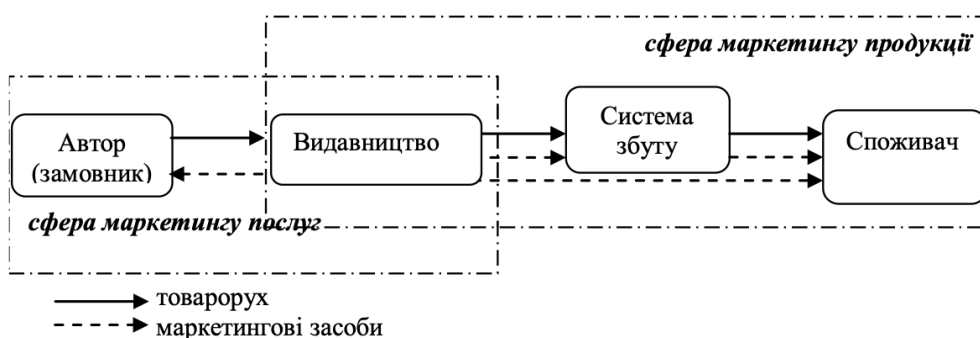 сфера маркетингу продукції
Автор
(замовник)
Видавництво
Система
збуту
Споживач
сфера маркетингу послуг
товарорух
маркетингові засоби